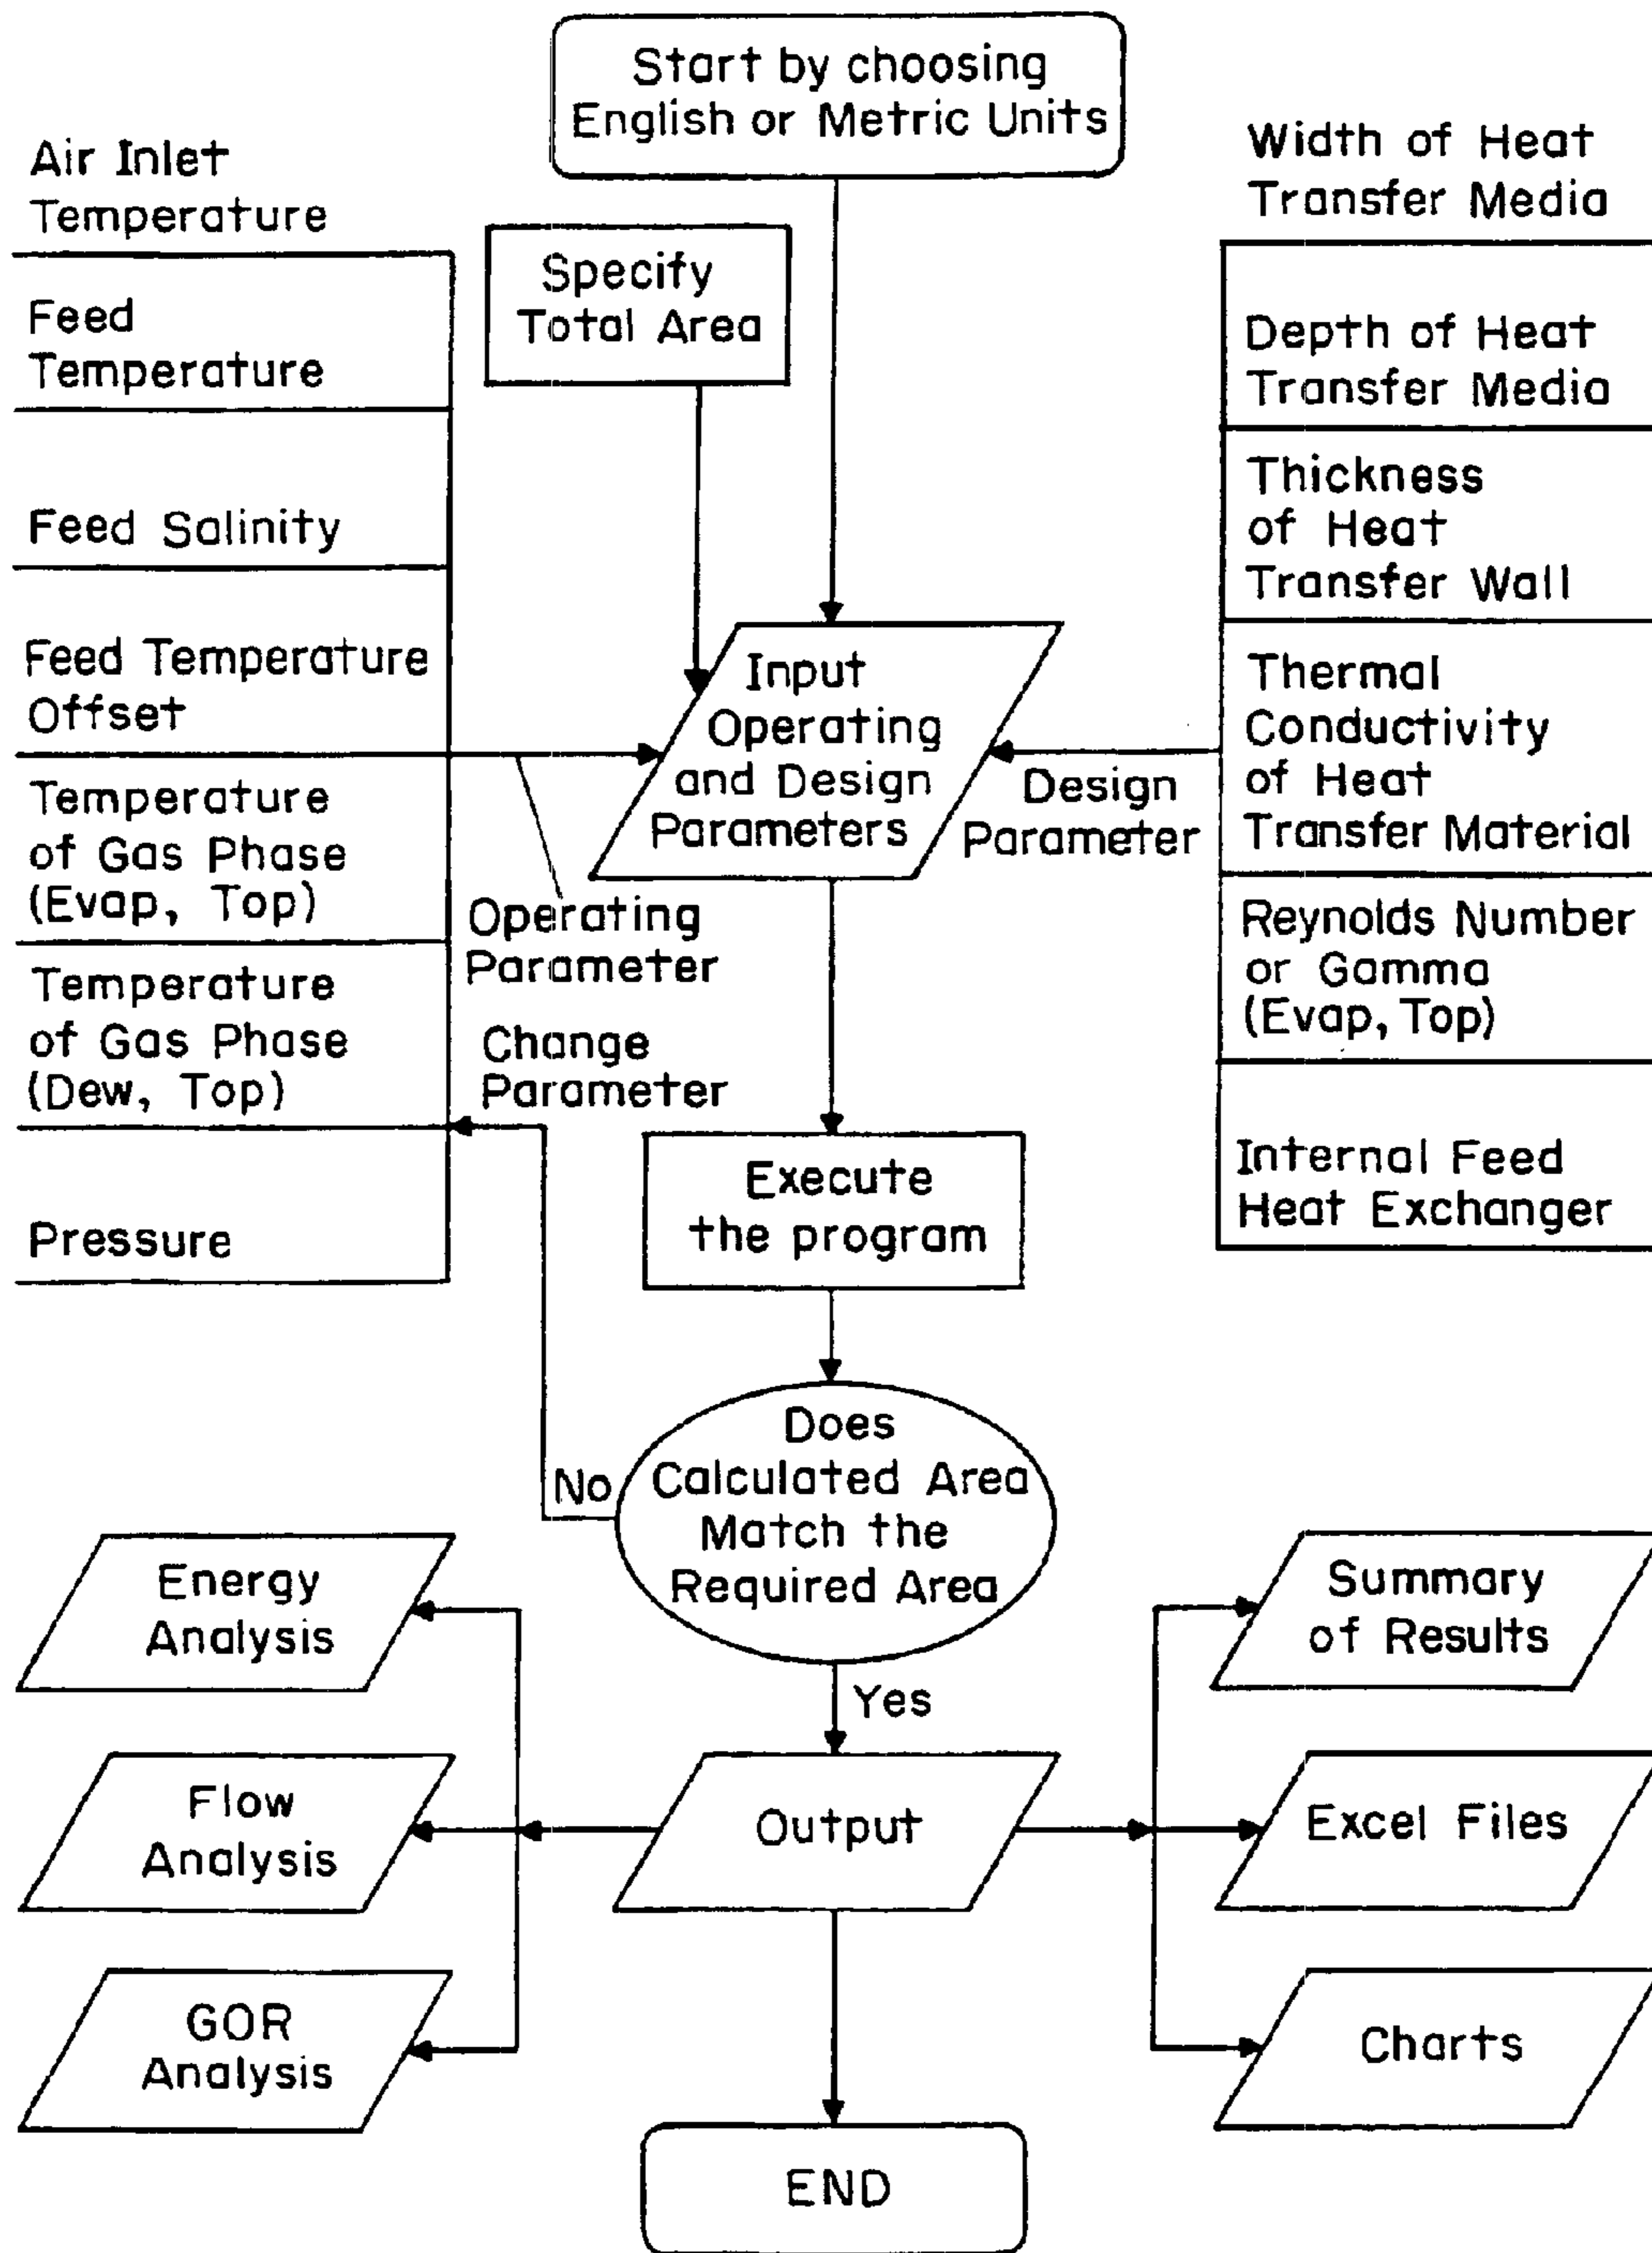 Start by choosing
English or Metric Units
Air Inlet
Temperature
Feed
Temperature
Feed Salinity
Feed Temperature
Offset
Temperature
of Gas Phase
(Evap, Top)
Temperature
of Gas Phase
(Dew, Top)
Pressure
Specify
Total Area
Width of Heat
Transfer Media
Depth of Heat
Transfer Media
Thickness
of Heat
Transfer Wall
Thermal
Conductivity
of Heat
Transfer Material
Reynolds Number
or Gamma
(Evap, Top)
Internal Feed
Heat Exchanger
Input
Operating
and Design
Parameters
Design
Parameter
Operating
Parameter
Change
Parameter
Execute
the program
Does
Calculated Area
Match the
Required Area
No
Yes
Energy
Analysis
Flow
Analysis
GOR
Analysis
Output
Summary
of Results
Excel Files
Charts
END